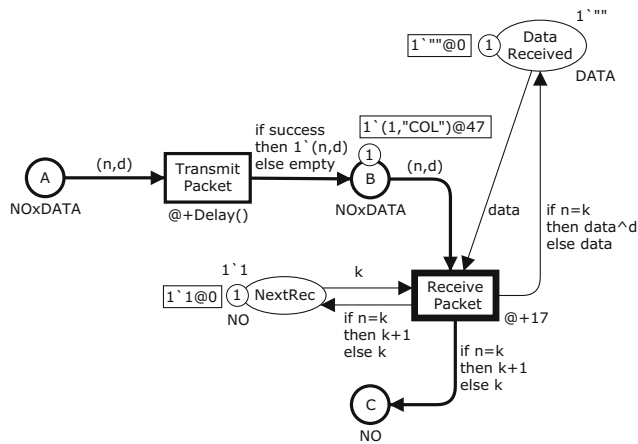 1`""
1`""@0
1
Data
Received
DATA
if success
then 1`(n,d)
else empty
1`(1,"COL")@47
1
A
(n,d)
Transmit
Packet
B
(n,d)
NOxDATA
@+Delay()
NOxDATA
data
if n=k
then data^d
else data
1`1
k
1`1@0
1
NextRec
Receive
Packet
NO
if n=k
then k+1
else k
@+17
if n=k
then k+1
else k
C
NO